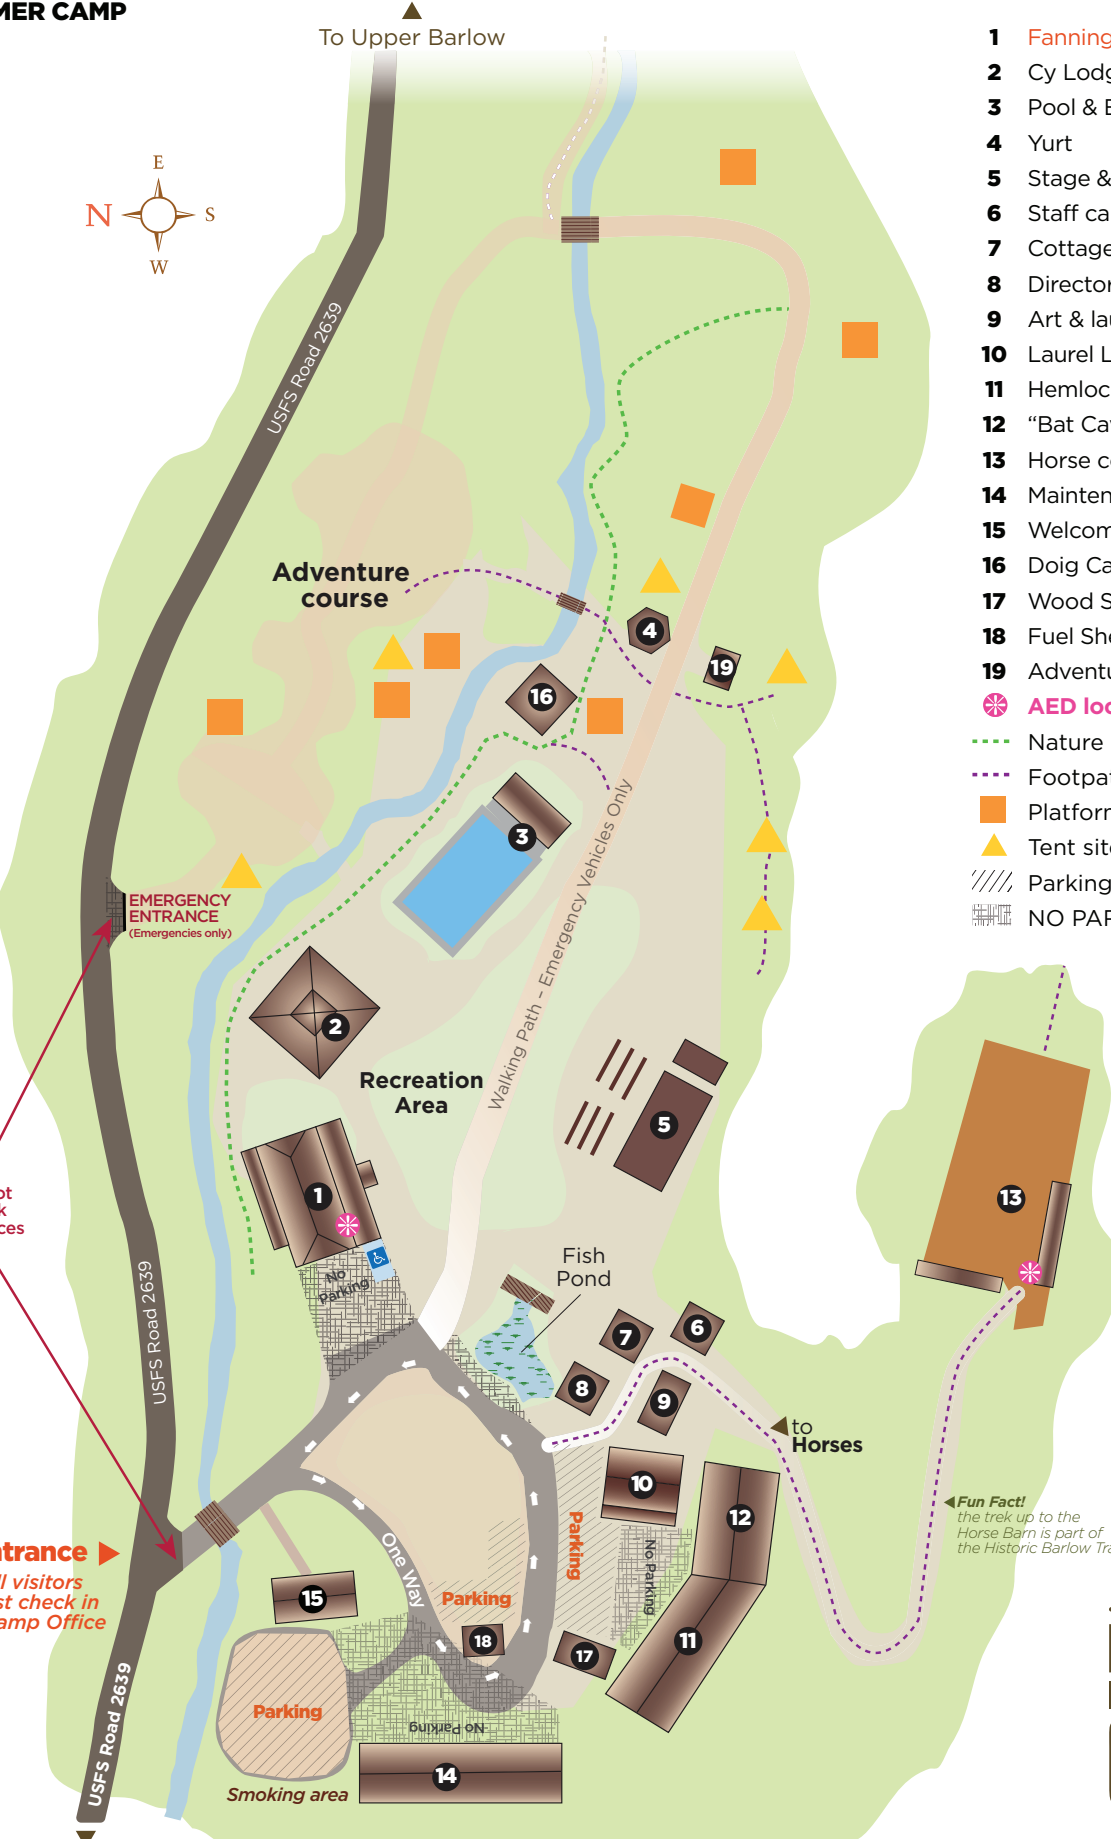 MER CAMP
To Upper Barlow
E
N
S
W
USFS Road 2639
Adventure
course
4
19
16
3
EMERGENCY
ENTRANCE
(Emergencies only)
Walking Path - Emergency Vehicles Only
2
Recreation
Area
5
1
No
Parking
Fish
Pond
USFS Road 2639
7
6
8
9
to
Horses
10
12
Parking
No Parking
One Way
Parking
15
18
17
11
Parking
No Parking
14
Smoking area
USFS Road 2639
13
Fun Fact!
the trek up to the
Horse Barn is part of
the Historic Barlow Tra
ot
k
ces
ntrance
ll visitors
st check in
amp Office
1 Fanning
2 Cy Lodg
3 Pool & B
4 Yurt
5 Stage &
6 Staff ca
7 Cottage
8 Director
9 Art & lau
10 Laurel L
11 Hemloc
12 “Bat Cav
13 Horse co
14 Mainten
15 Welcom
16 Doig Ca
17 Wood S
18 Fuel She
19 Adventu
AED loc
Nature
Footpat
Platform
Tent site
Parking
NO PAR